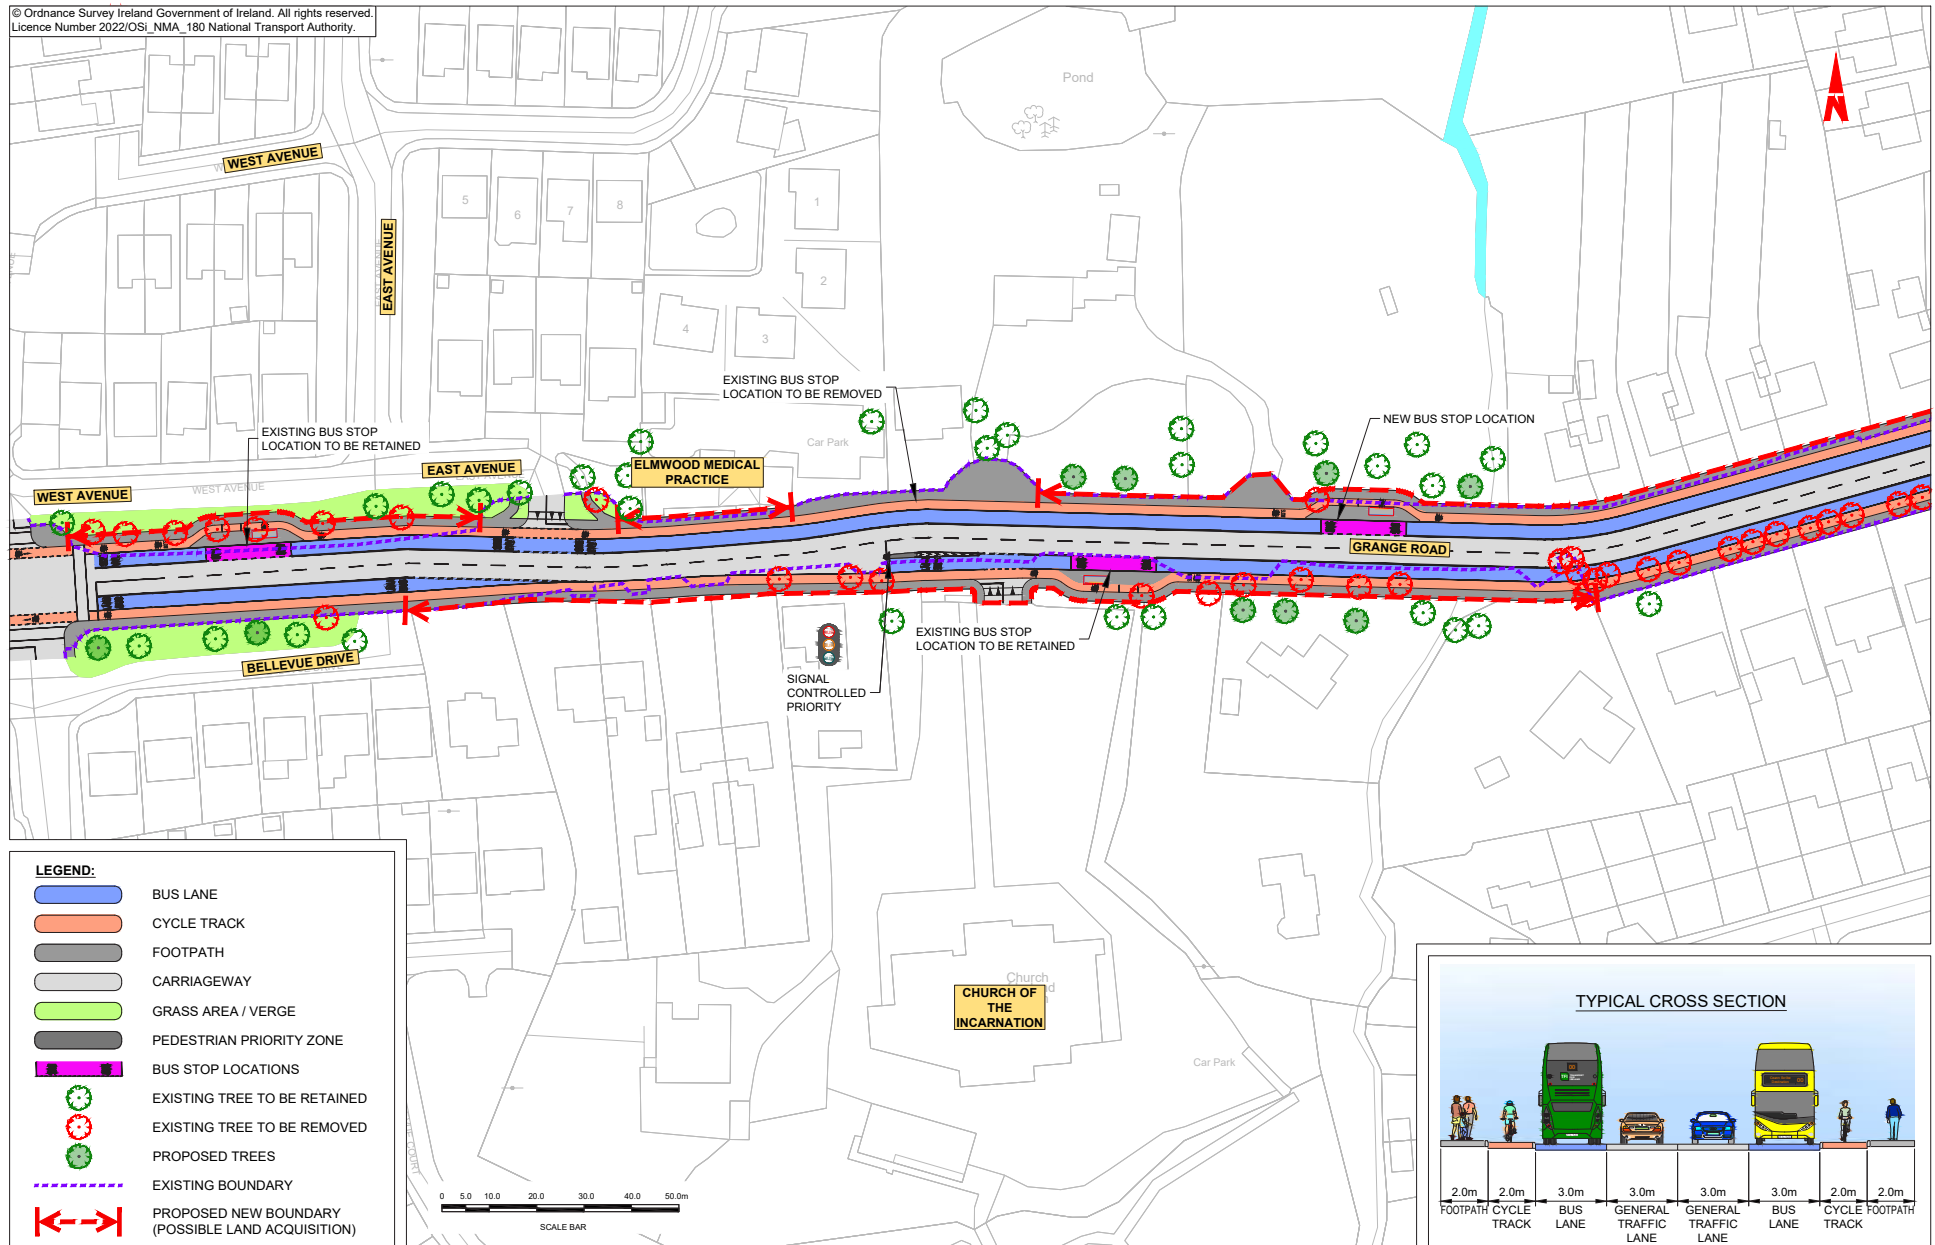 © Ordnance Survey Ireland Government of Ireland. All rights reserved.
Licence Number 2022/OSi_NMA_180 National Transport Authority.
Pond
WEST AVENUE
EAST AVENUE
5
6
7
8
1
2
3
4
EXISTING BUS STOP
LOCATION TO BE REMOVED
EXISTING BUS STOP
LOCATION TO BE RETAINED
NEW BUS STOP LOCATION
Car Park
EAST AVENUE
ELMWOOD MEDICAL
PRACTICE
WEST AVENUE
WEST AVENUE
GRANGE ROAD
EXISTING BUS STOP
LOCATION TO BE RETAINED
BELLEVUE DRIVE
SIGNAL
CONTROLLED
PRIORITY
Church
CHURCH OF
THE
INCARNATION
Car Park
LEGEND:
BUS LANE
CYCLE TRACK
FOOTPATH
CARRIAGEWAY
GRASS AREA / VERGE
PEDESTRIAN PRIORITY ZONE
BUS STOP LOCATIONS
EXISTING TREE TO BE RETAINED
EXISTING TREE TO BE REMOVED
PROPOSED TREES
EXISTING BOUNDARY
PROPOSED NEW BOUNDARY
(POSSIBLE LAND ACQUISITION)
0 5.0 10.0 20.0 30.0 40.0 50.0m
SCALE BAR
TYPICAL CROSS SECTION
2.0m 2.0m 3.0m 3.0m 3.0m 3.0m 2.0m 2.0m
FOOTPATH CYCLE BUS GENERAL GENERAL BUS CYCLE FOOTPATH
TRACK LANE TRAFFIC TRAFFIC LANE TRACK
LANE LANE